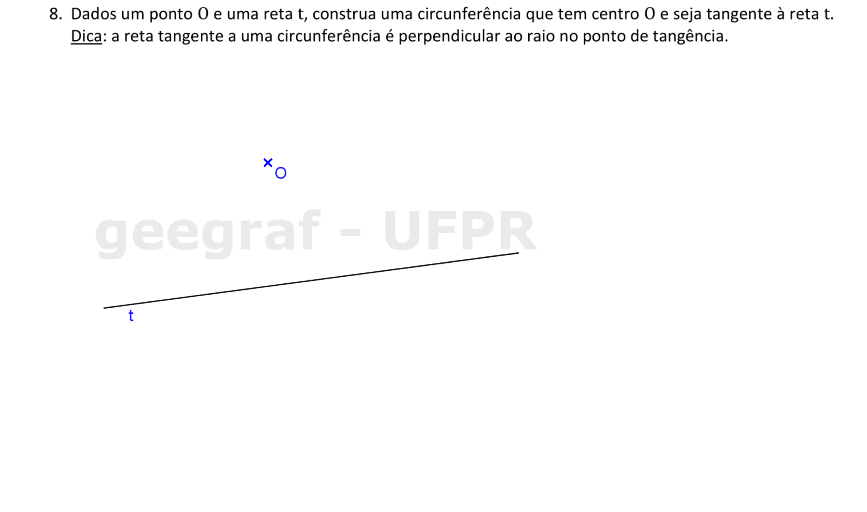 8. Dados um ponto O e uma reta t, construa uma circunferência que tem centro O e seja tangente à reta t.
Dica: a reta tangente a uma circunferência é perpendicular ao raio no ponto de tangência.
O
geegraf - UFPR
t